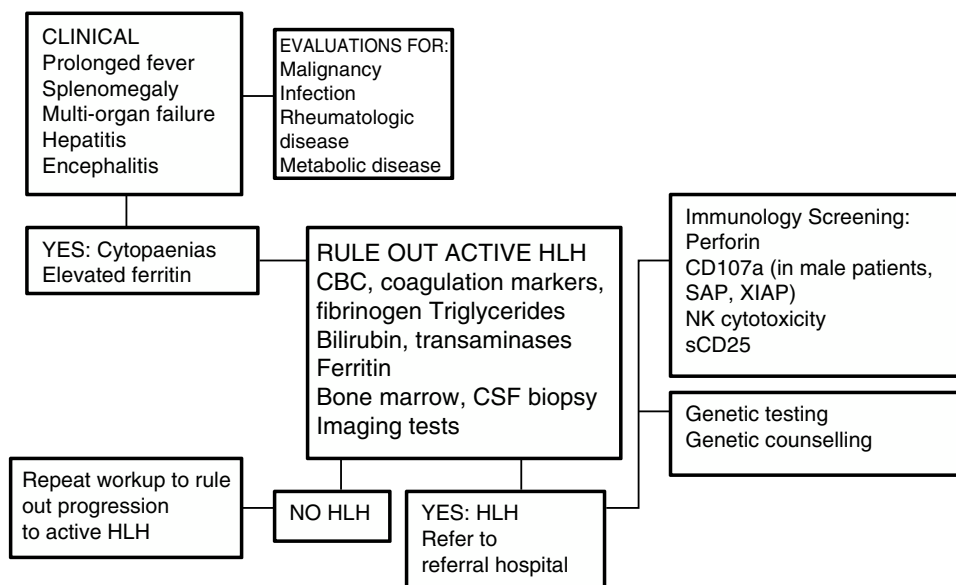 CLINICAL
Prolonged fever
Splenomegaly
Multi-organ failure
Hepatitis
Encephalitis
EVALUATIONS FOR:
Malignancy
Infection
Rheumatologic
disease
Metabolic disease
YES: Cytopaenias
Elevated ferritin
RULE OUT ACTIVE HLH
CBC, coagulation markers,
fibrinogen Triglycerides
Bilirubin, transaminases
Ferritin
Bone marrow, CSF biopsy
Imaging tests
Immunology Screening:
Perforin
CD107a (in male patients,
SAP, XIAP)
NK cytotoxicity
sCD25
Genetic testing
Genetic counselling
Repeat workup to rule
out progression
to active HLH
NO HLH
YES: HLH
Refer to
referral hospital